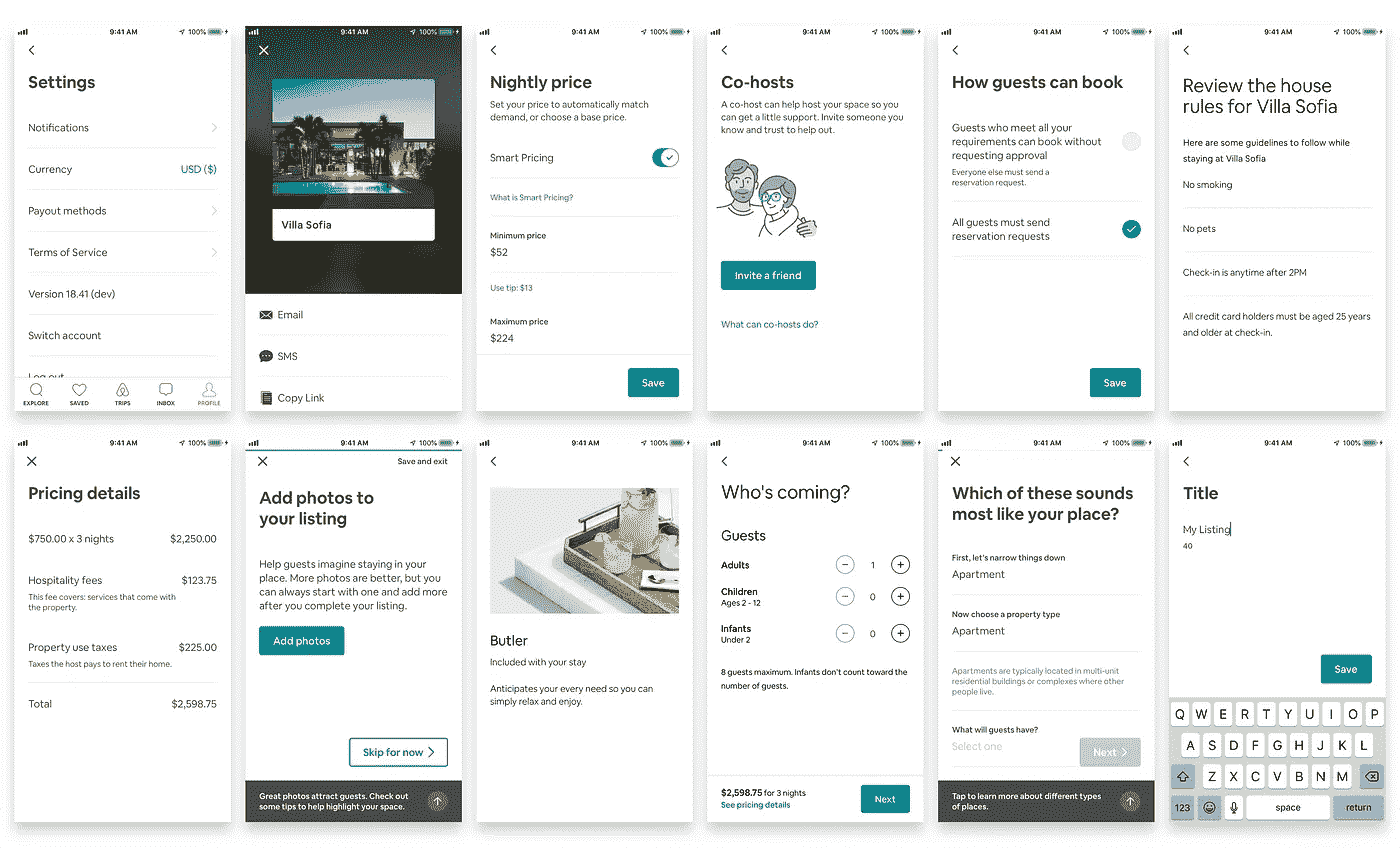 9:41 AM
100%
Settings
Notifications
Currency
USD ($)
Payout methods
Terms of Service
Version 18.41 (dev)
Switch account
Log out
EXPLORE
SAVED
TRIPS
INBOX
PROFILE
9:41 AM
100%
Villa Sofia
Email
SMS
Copy Link
9:41 AM
100%
Nightly price
Set your price to automatically match
demand, or choose a base price.
Smart Pricing
What is Smart Pricing?
Minimum price
$52
Use tip: $13
Maximum price
$224
Save
9:41 AM
100%
Co-hosts
A co-host can help host your space so you
can get a little support. Invite someone you
know and trust to help out.
Invite a friend
What can co-hosts do?
9:41 AM
100%
How guests can book
Guests who meet all your
requirements can book without
requesting approval
Everyone else must send a
reservation request.
All guests must send
reservation requests
Save
9:41 AM
100%
Review the house
rules for Villa Sofia
Here are some guidelines to follow while
staying at Villa Sofia
No smoking
No pets
Check-in is anytime after 2PM
All credit card holders must be aged 25 years
and older at check-in.
9:41 AM
100%
Pricing details
$750.00 x 3 nights
$2,250.00
Hospitality fees
$123.75
This fee covers: services that come with
the property.
Property use taxes
$225.00
Taxes the host pays to rent their home.
Total
$2,598.75
9:41 AM
100%
Save and exit
Add photos to
your listing
Help guests imagine staying in your
place. More photos are better, but you
can always start with one and add more
after you complete your listing.
Add photos
Skip for now
Great photos attract guests. Check out
some tips to help highlight your space.
9:41 AM
100%
Butler
Included with your stay
Anticipates your every need so you can
simply relax and enjoy.
9:41 AM
100%
Who's coming?
Guests
Adults
1
Children
Ages 2 - 12
0
Infants
Under 2
0
8 guests maximum. Infants don't count toward the
number of guests.
$2,598.75 for 3 nights
See pricing details
Next
9:41 AM
100%
Which of these sounds
most like your place?
First, let's narrow things down
Apartment
Now choose a property type
Apartment
Apartments are typically located in multi-unit
residential buildings or complexes where other
people live.
What will guests have?
Select one
Next
Tap to learn more about different types
of places.
9:41 AM
100%
Title
My Listing
40
Save
Q W E R T Y U I O P
A S D F G H J K L
Z X C V B N M
123
space
return